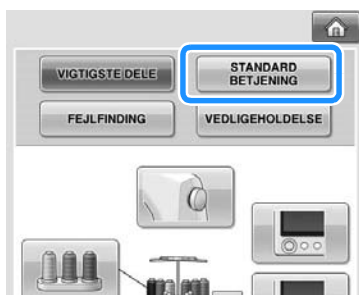 VIGTIGSTE DELE
STANDARD
BETJENING
FEJLFINDING
VEDLIGEHOLDELSE